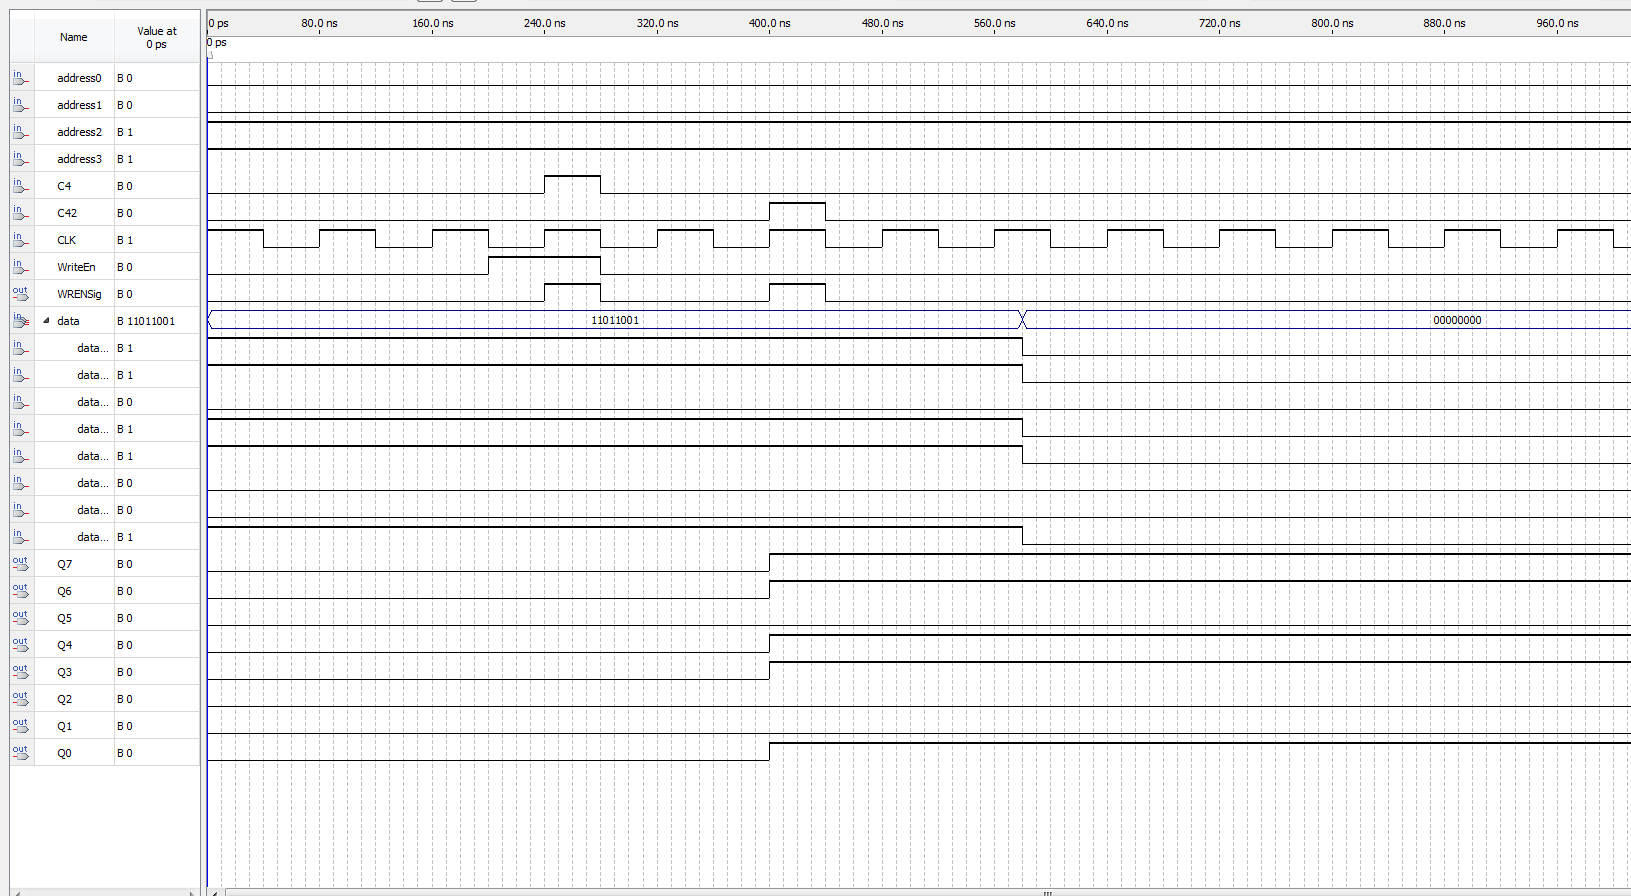 Name
Value at
0 ps
0 ps 80.0 ns 160.0 ns 240.0 ns 320.0 ns 400.0 ns 480.0 ns 560.0 ns 640.0 ns 720.0 ns 800.0 ns 880.0 ns 960.0 ns
0 ps
in address0 B 0
in address1 B 0
in address2 B 1
in address3 B 1
in C4 B 0
in C42 B 0
in CLK B 1
in WriteEn B 0
out WRENSig B 0
in data B 11011001 11011001 00000000
in data... B 1
in data... B 1
in data... B 0
in data... B 1
in data... B 1
in data... B 0
in data... B 0
in data... B 1
out Q7 B 0
out Q6 B 0
out Q5 B 0
out Q4 B 0
out Q3 B 0
out Q2 B 0
out Q1 B 0
out Q0 B 0